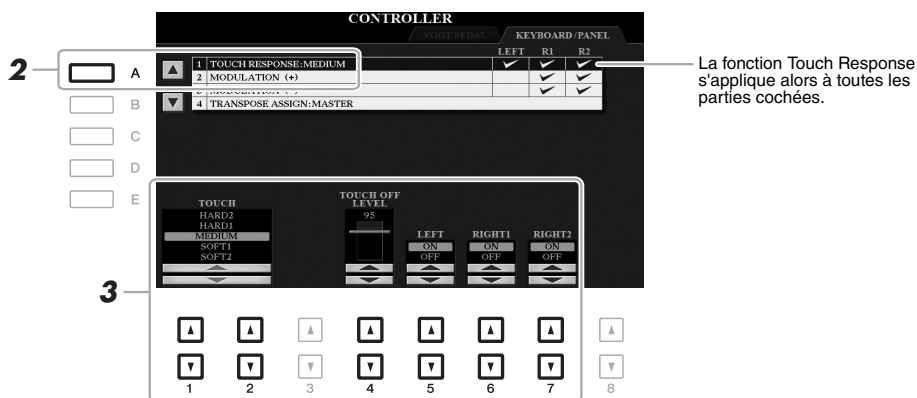 CONTROLLER
FOOT PEDAL
KEYBOARD/PANEL
LEFT R1 R2
2
A
1 TOUCH RESPONSE:MEDIUM
2 MODULATION (+)
3 MODULATION (-)
4 TRANSPOSE ASSIGN:MASTER
La fonction Touch Response
s'applique alors à toutes les
parties cochées.
B
C
D
E
3
TOUCH
HARD2
HARD1
MEDIUM
SOFT1
SOFT2
TOUCH OFF
LEVEL
95
LEFT
ON
OFF
RIGHT1
ON
OFF
RIGHT2
ON
OFF
1 2 3 4 5 6 7 8